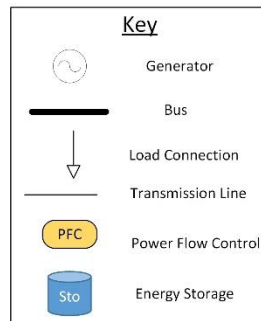 Key
Generator
Bus
Load Connection
Transmission Line
PFC
Power Flow Control
Sto
Energy Storage